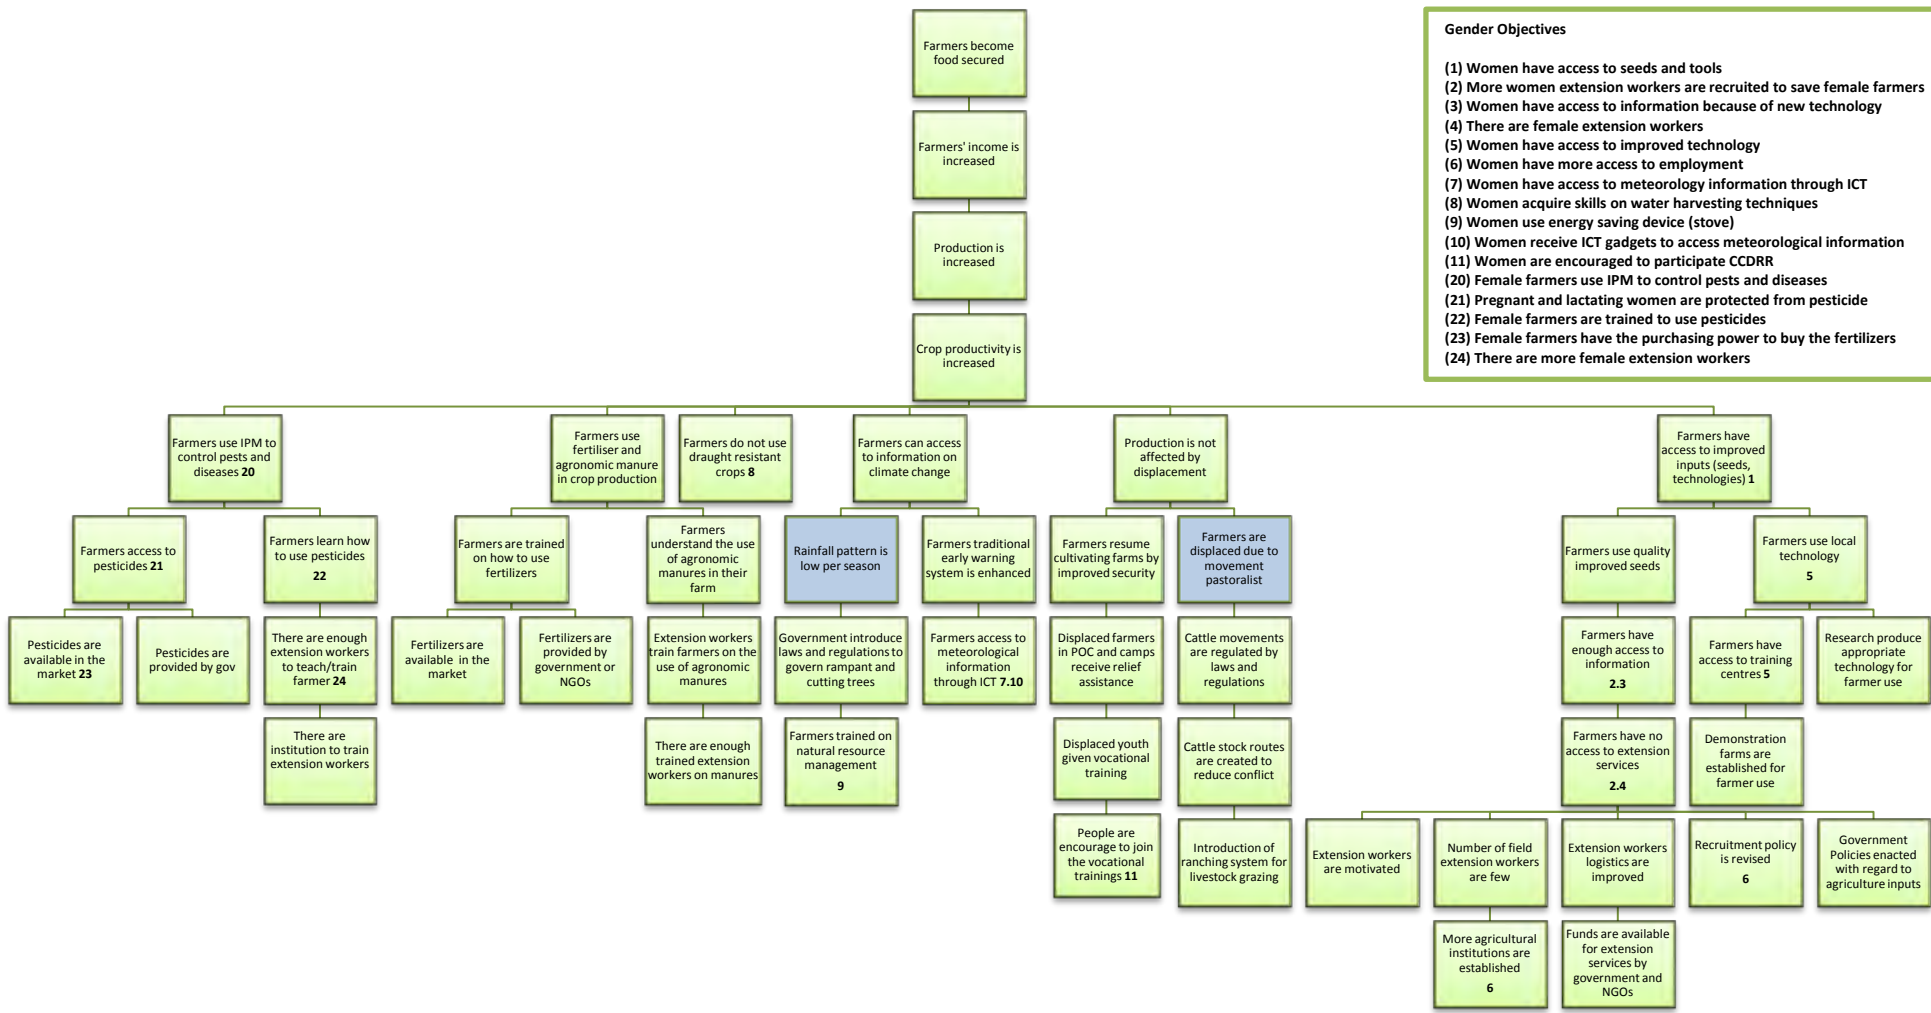 Gender Objectives
(1) Women have access to seeds and tools
(2) More women extension workers are recruited to save female farmers
(3) Women have access to information because of new technology
(4) There are female extension workers
(5) Women have access to improved technology
(6) Women have more access to employment
(7) Women have access to meteorology information through ICT
(8) Women acquire skills on water harvesting techniques
(9) Women use energy saving device (stove)
(10) Women receive ICT gadgets to access meteorological information
(11) Women are encouraged to participate CCDRR
(20) Female farmers use IPM to control pests and diseases
(21) Pregnant and lactating women are protected from pesticide
(22) Female farmers are trained to use pesticides
(23) Female farmers have the purchasing power to buy the fertilizers
(24) There are more female extension workers
Farmers become
food secured
Farmers' income is
increased
Production is
increased
Crop productivity is
increased
Farmers use IPM to
control pests and
diseases 20
Farmers use
fertiliser and
agronomic manure
in crop production
Farmers do not use
draught resistant
crops 8
Farmers can access
to information on
climate change
Production is not
affected by
displacement
Farmers have
access to improved
inputs (seeds,
technologies) 1
Farmers access to
pesticides 21
Farmers learn how
to use pesticides
22
Farmers are trained
on how to use
fertilizers
Farmers
understand the use
of agronomic
manures in their
farm
Rainfall pattern is
low per season
Farmers traditional
early warning
system is enhanced
Farmers resume
cultivating farms by
improved security
Farmers are
displaced due to
movement
pastoralist
Farmers use quality
improved seeds
Farmers use local
technology
5
Pesticides are
available in the
market 23
Pesticides are
provided by gov
There are enough
extension workers
to teach/train
farmer 24
Fertilizers are
available in the
market
Fertilizers are
provided by
government or
NGOs
Extension workers
train farmers on
the use of agronomic
manures
Government introduce
laws and regulations to
govern rampant and
cutting trees
Farmers access to
meteorological
information
through ICT 7.10
Displaced farmers
in POC and camps
receive relief
assistance
Cattle movements
are regulated by
laws and
regulations
Farmers have
enough access to
information
2.3
Farmers have
access to training
centres 5
Research produce
appropriate
technology for
farmer use
There are
institution to train
extension workers
There are enough
trained extension
workers on manures
Farmers trained on
natural resource
management
9
Displaced youth
given vocational
training
Cattle stock routes
are created to
reduce conflict
Farmers have no
access to extension
services
2.4
Demonstration
farms are
established for
farmer use
People are
encourage to join
the vocational
trainings 11
Introduction of
ranching system for
livestock grazing
Extension workers
are motivated
Number of field
extension workers
are few
Extension workers
logistics are
improved
Recruitment policy
is revised
6
Government
Policies enacted
with regard to
agriculture inputs
More agricultural
institutions are
established
6
Funds are available
for extension
services by
government and
NGOs